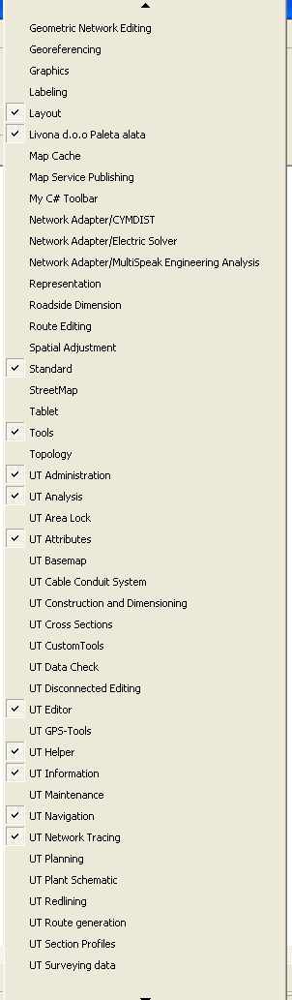 Geometric Network Editing
Georeferencing
Graphics
Labeling
Layout
Livona d.o.o Paleta alata
Map Cache
Map Service Publishing
My C# Toolbar
Network Adapter/CYMDIST
Network Adapter/Electric Solver
Network Adapter/MultiSpeak Engineering Analysis
Representation
Roadside Dimension
Route Editing
Spatial Adjustment
Standard
StreetMap
Tablet
Tools
Topology
UT Administration
UT Analysis
UT Area Lock
UT Attributes
UT Basemap
UT Cable Conduit System
UT Construction and Dimensioning
UT Cross Sections
UT CustomTools
UT Data Check
UT Disconnected Editing
UT Editor
UT GPS-Tools
UT Helper
UT Information
UT Maintenance
UT Navigation
UT Network Tracing
UT Planning
UT Plant Schematic
UT Redlining
UT Route generation
UT Section Profiles
UT Surveying data